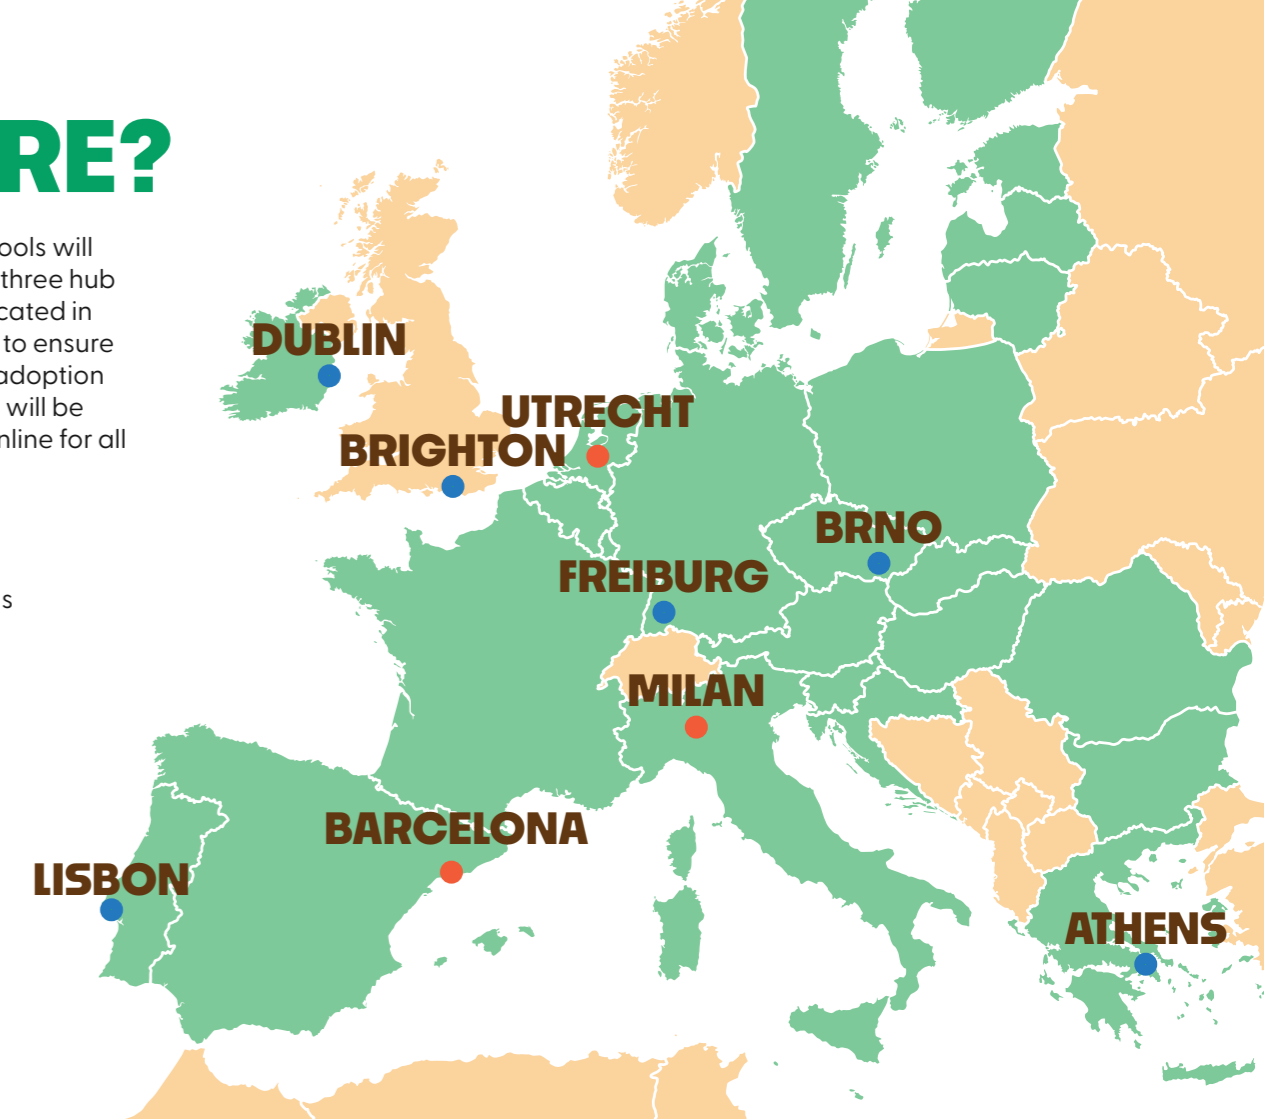 RE?
ools will
three hub
cated in
to ensure
adoption
will be
nline for all
s
DUBLIN
UTRECHT
BRIGHTON
BRNO
FREIBURG
MILAN
BARCELONA
LISBON
ATHENS